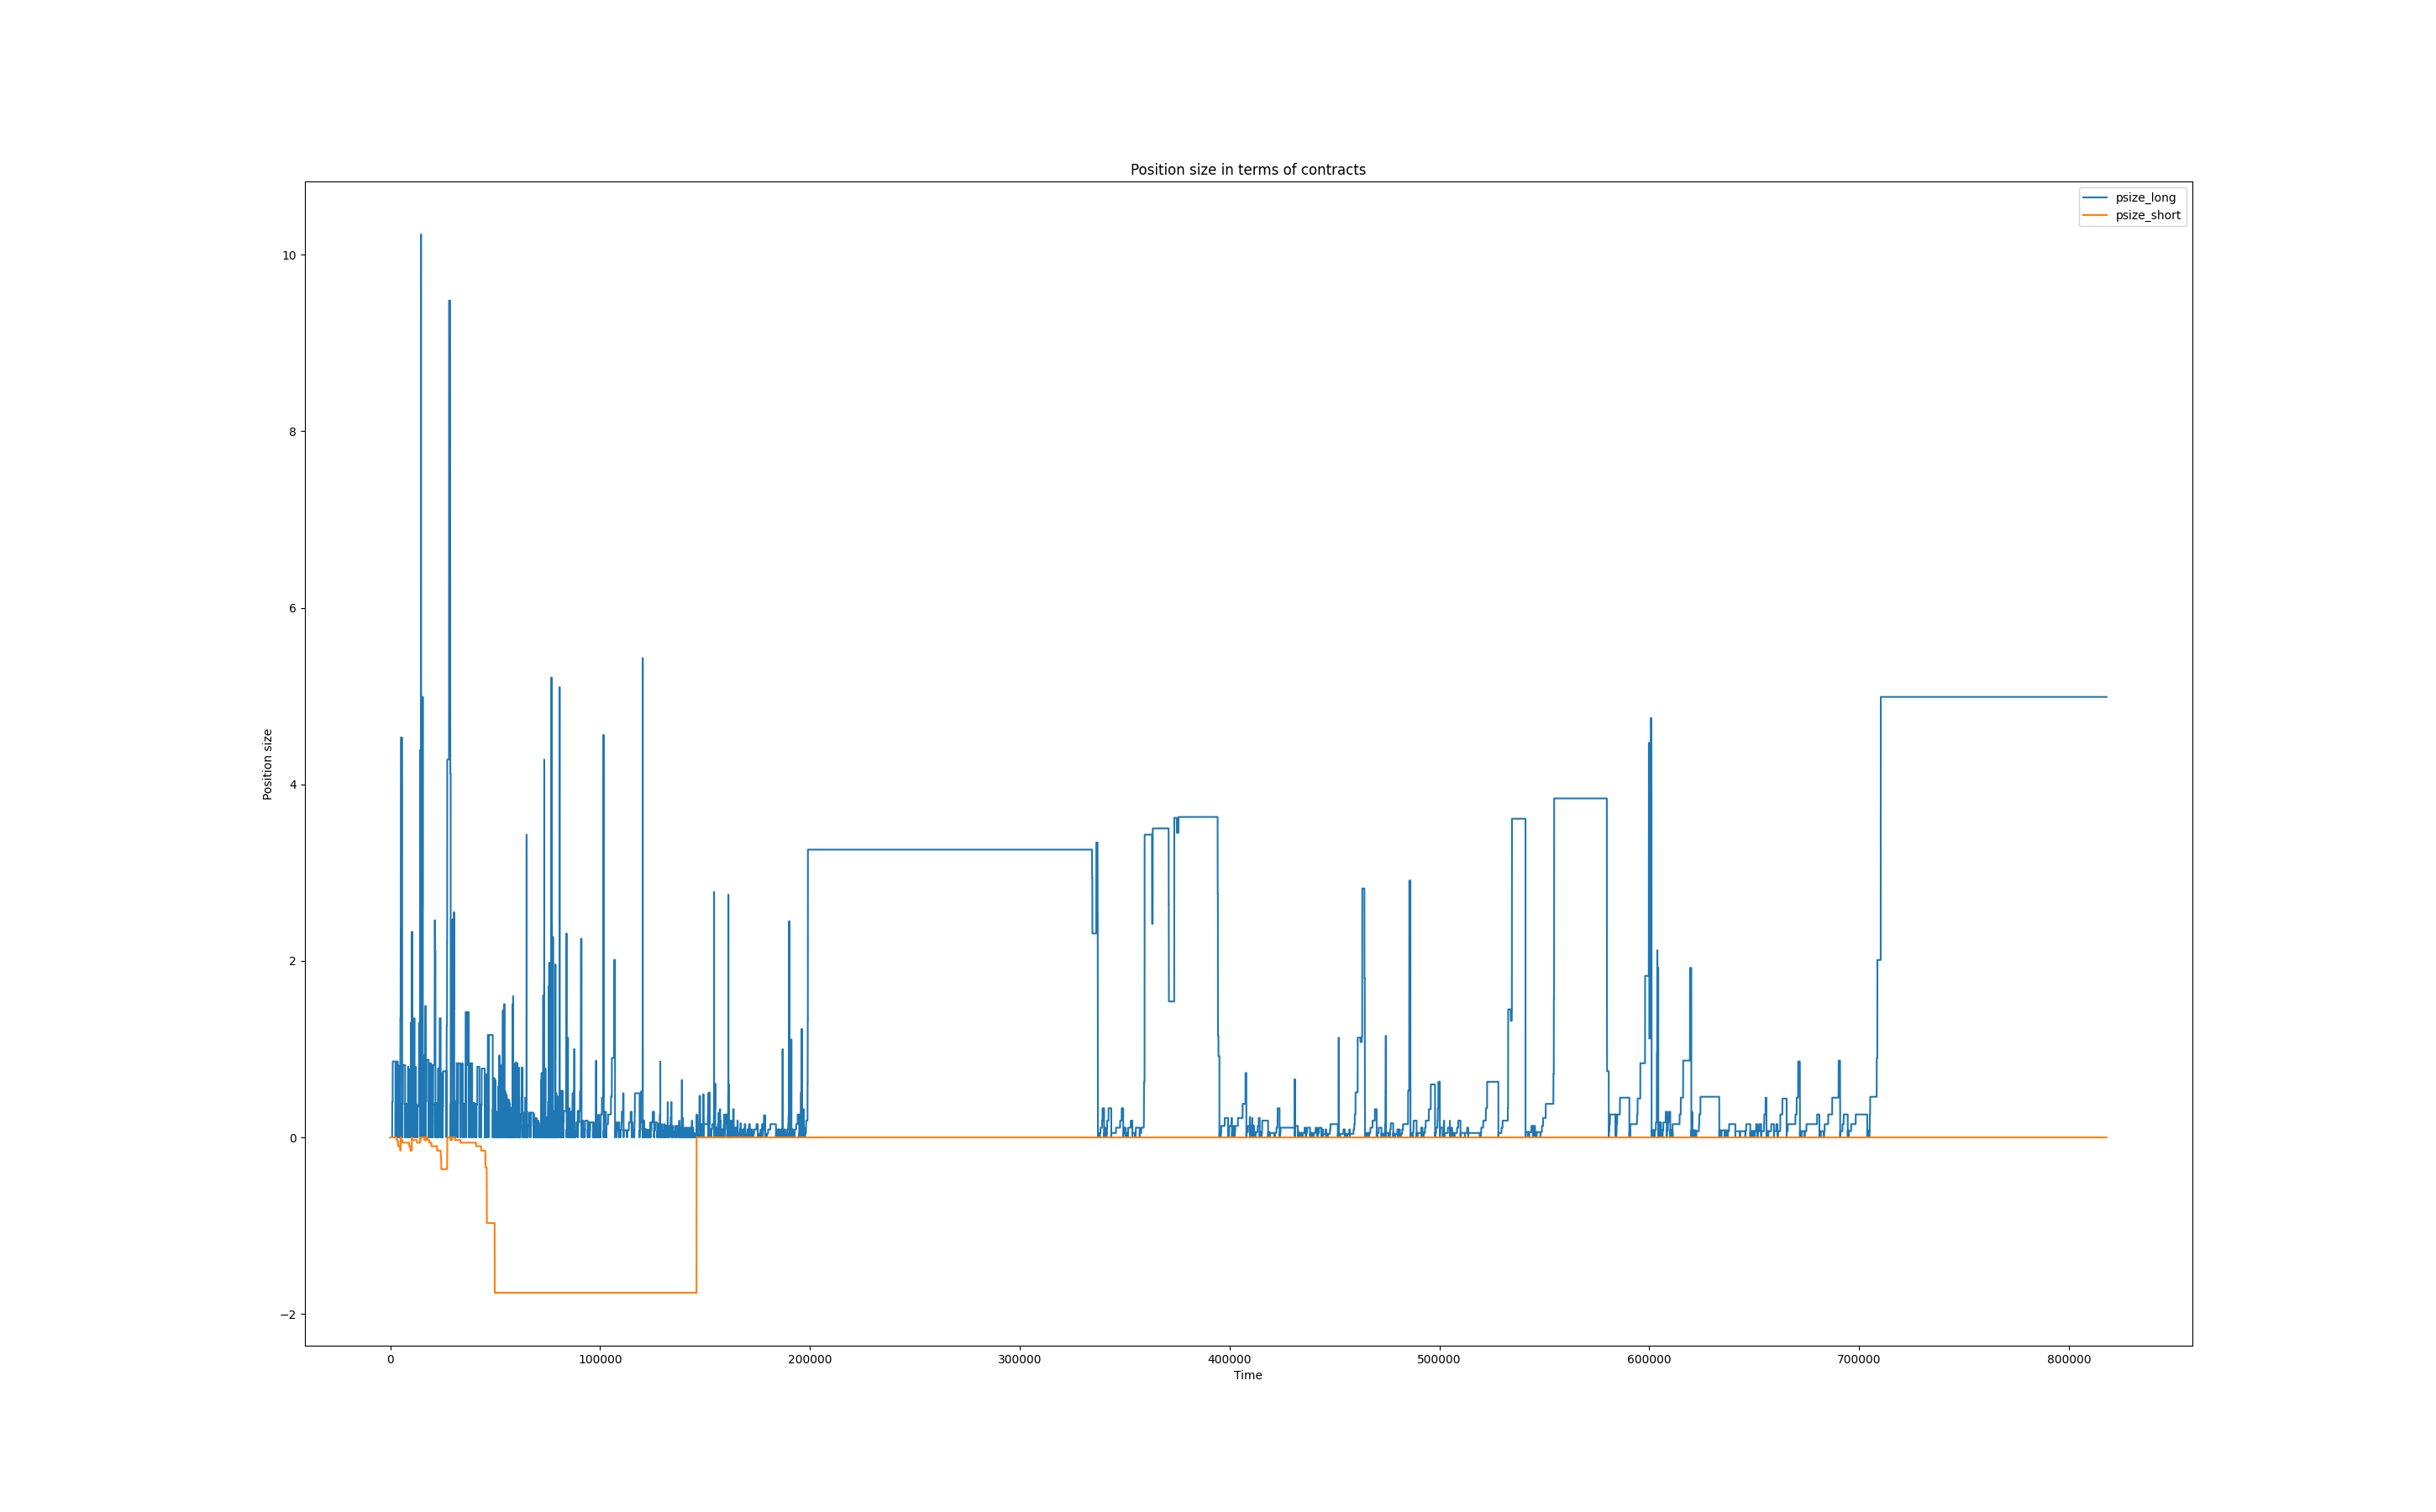 Position size in terms of contracts
psize_long
psize_short
10
8
6
4
2
0
−2
Position size
0 100000 200000 300000 400000 500000 600000 700000 800000
Time